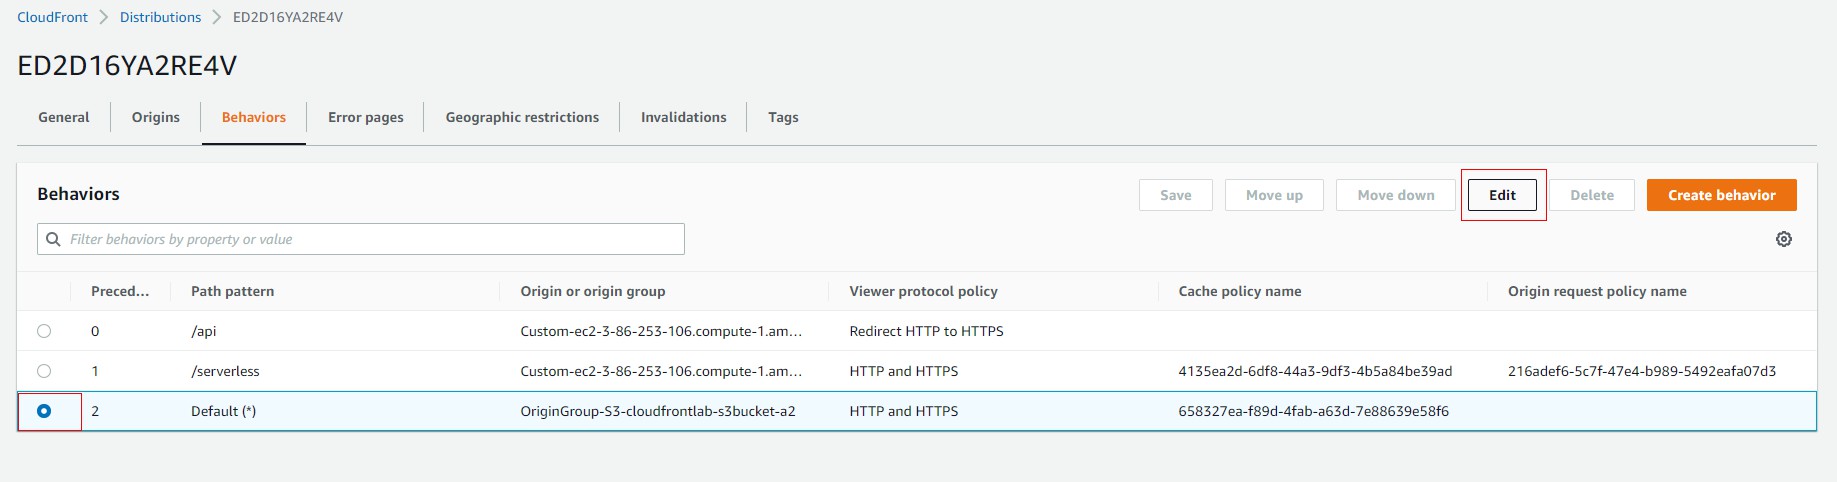 CloudFront > Distributions > ED2D16YA2RE4V
ED2D16YA2RE4V
General Origins Behaviors Error pages Geographic restrictions Invalidations Tags
Behaviors Save Move up Move down Edit Delete Create behavior
Filter behaviors by property or value
Preced... Path pattern Origin or origin group Viewer protocol policy Cache policy name Origin request policy name
0 /api Custom-ec2-3-86-253-106.compute-1.am... Redirect HTTP to HTTPS
1 /serverless Custom-ec2-3-86-253-106.compute-1.am... HTTP and HTTPS 4135ea2d-6df8-44a3-9df3-4b5a84be39ad 216adef6-5c7f-47e4-b989-5492eafa07d3
2 Default (*) OriginGroup-S3-cloudfrontlab-s3bucket-a2 HTTP and HTTPS 658327ea-f89d-4fab-a63d-7e88639e58f6